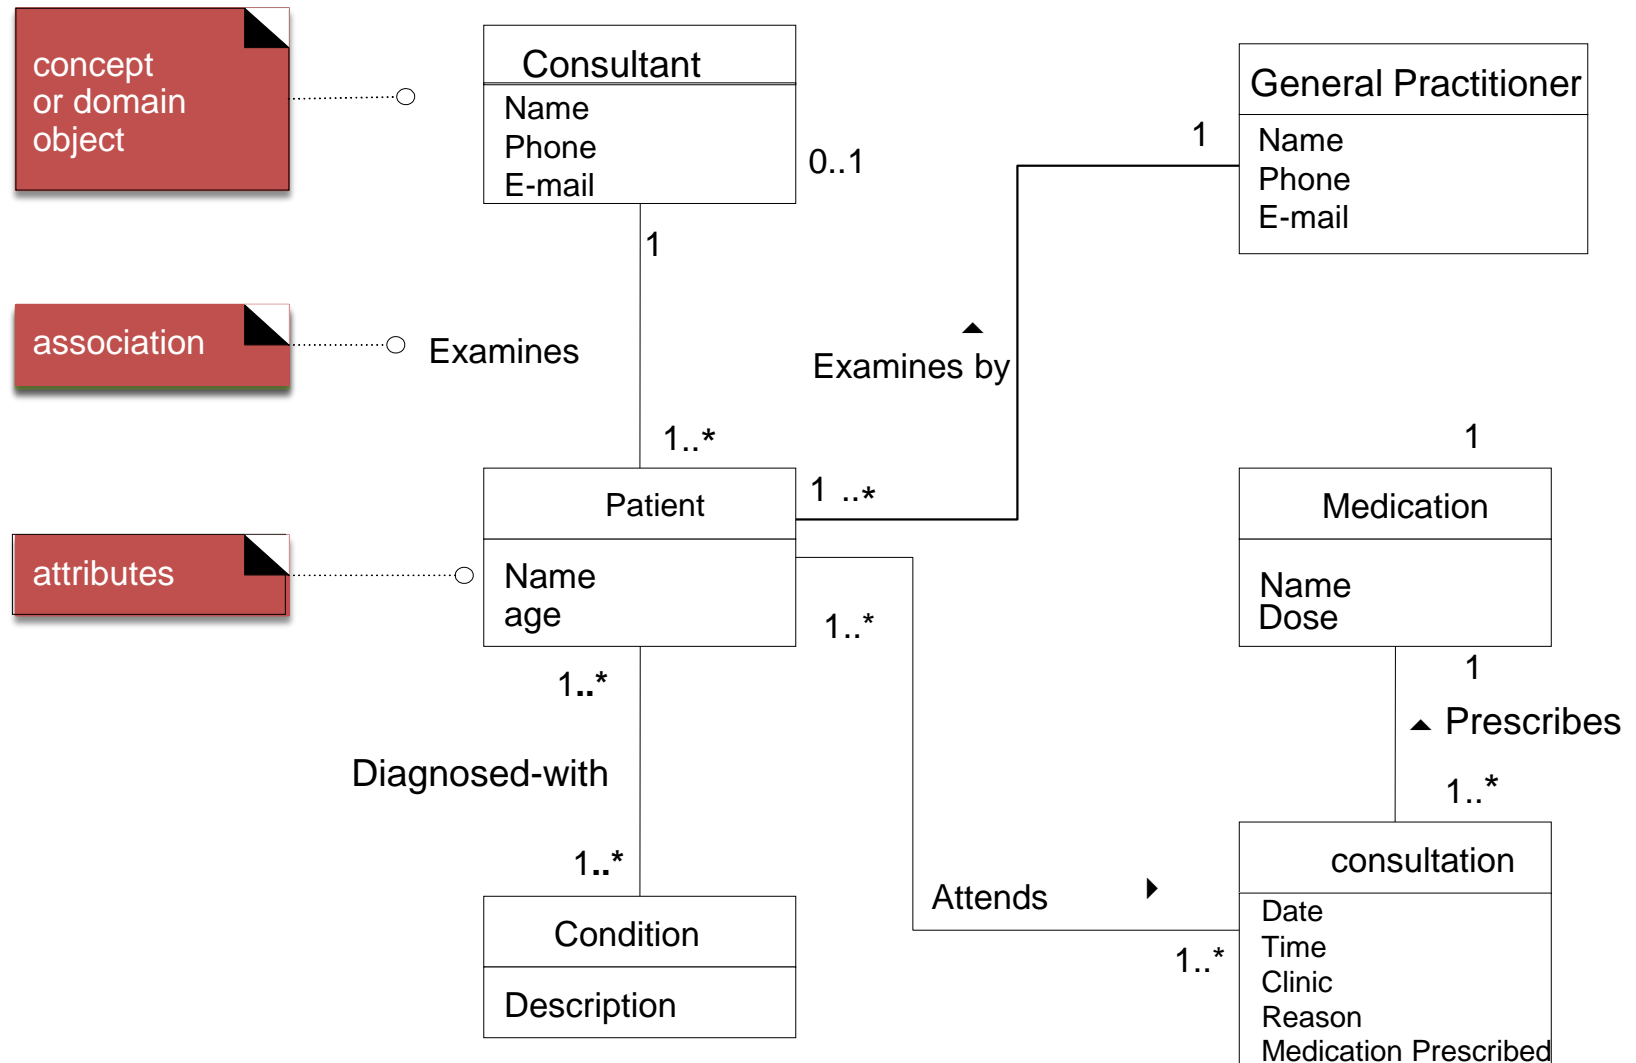 concept
or domain
object
Consultant
Name
Phone
E-mail
0..1
1
General Practitioner
Name
Phone
E-mail
1
association
Examines
Examines by
1..*
1 ..*
1
Patient
Name
age
attributes
1..*
1..*
Medication
Name
Dose
1
Prescribes
1..*
Diagnosed-with
1..*
Condition
Description
Attends
1..*
consultation
Date
Time
Clinic
Reason
Medication Prescribed